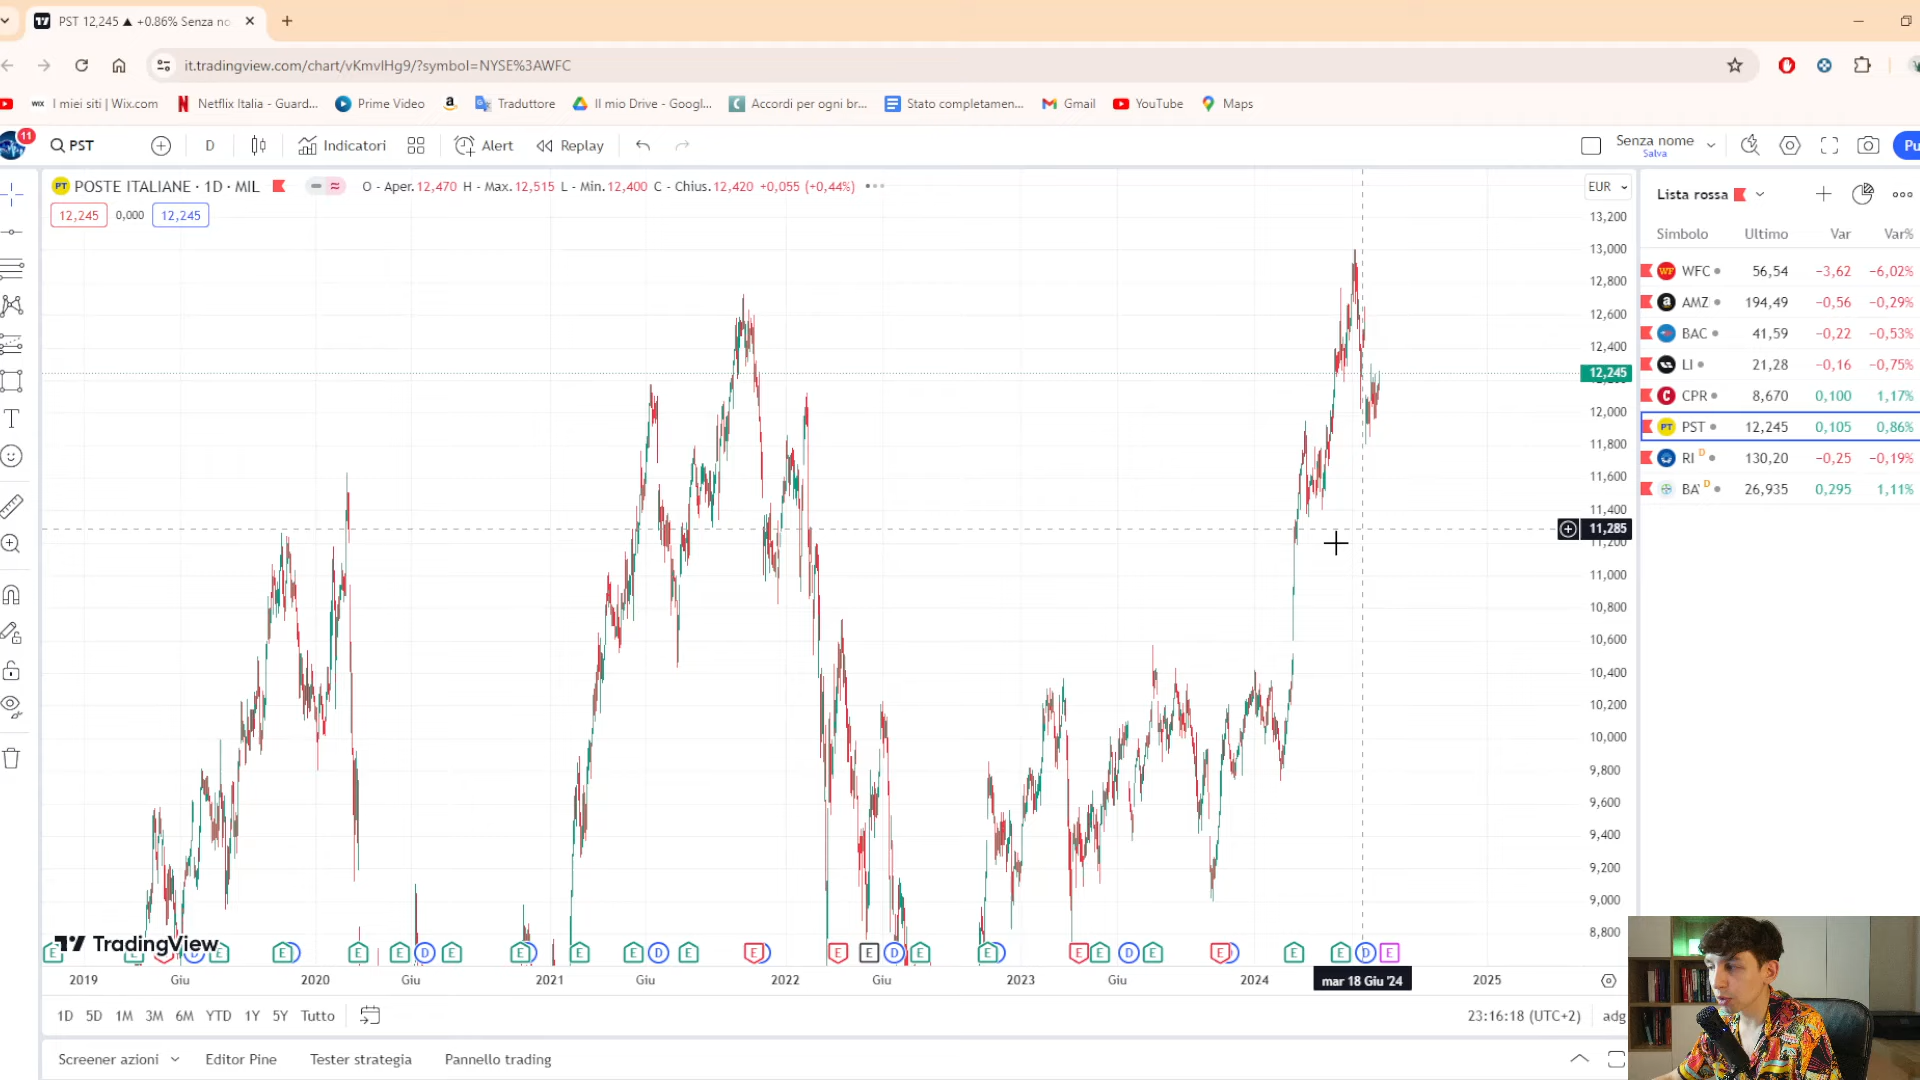 PST 12,245 ▲ +0.86% Senza no
it.tradingview.com/chart/vKmvIHg9/?symbol=NYSE%3AWFC
I miei siti | Wix.com
Netflix Italia - Guard...
Prime Video
Traduttore
Il mio Drive - Googl...
Accordi per ogni br...
Stato completamen...
Gmail
YouTube
Maps
11
PST
D
Indicatori
Alert
Replay
Senza nome
Salva
Pu
PT POSTE ITALIANE · 1D · MIL
O - Aper. 12,470 H - Max. 12,515 L - Min. 12,400 C - Chius. 12,420 +0,055 (+0,44%)
12,245 0,000 12,245
EUR
13,200
13,000
12,800
12,600
12,400
12,245
12,000
11,800
11,600
11,400
11,285
11,200
11,000
10,800
10,600
10,400
10,200
10,000
9,800
9,600
9,400
9,200
9,000
8,800
Lista rossa
Simbolo Ultimo Var Var%
WFC 56,54 −3,62 −6,02%
AMZ 194,49 −0,56 −0,29%
BAC 41,59 −0,22 −0,53%
LI 21,28 −0,16 −0,75%
CPR 8,670 0,100 1,17%
PT PST 12,245 0,105 0,86%
RI D 130,20 −0,25 −0,19%
BA D 26,935 0,295 1,11%
TradingView
E E E E D E E E E D E E E E D E E E E D E E E E D E
2019 Giu 2020 Giu 2021 Giu 2022 Giu 2023 Giu 2024 mar 18 Giu '24 2025
1D 5D 1M 3M 6M YTD 1Y 5Y Tutto
23:16:18 (UTC+2) adg
Screener azioni Editor Pine Tester strategia Pannello trading